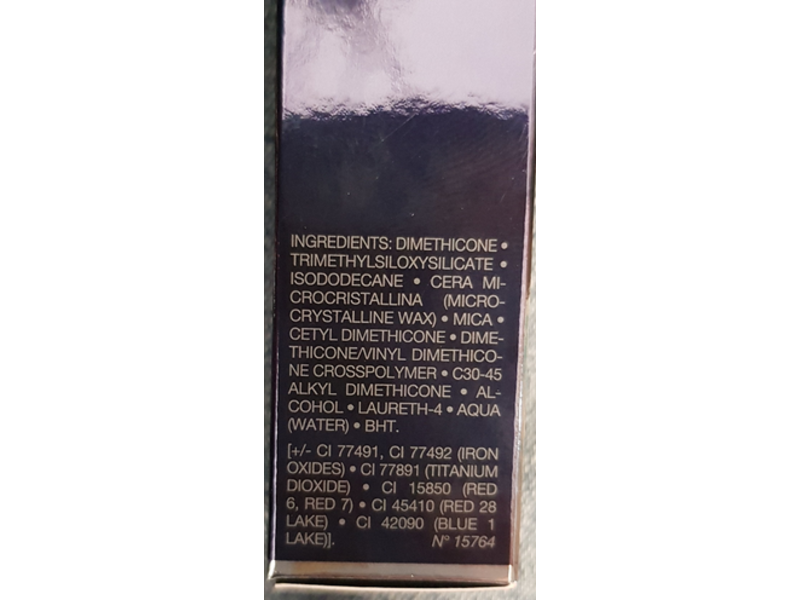 INGREDIENTS: DIMETHICONE •
TRIMETHYLSILOXYSILICATE •
ISODODECANE • CERA MI-
CROCRISTALLINA (MICRO-
CRYSTALLINE WAX) • MICA •
CETYL DIMETHICONE • DIME-
THICONE/VINYL DIMETHICO-
NE CROSSPOLYMER • C30-45
ALKYL DIMETHICONE • AL-
COHOL • LAURETH-4 • AQUA
(WATER) • BHT.
[+/- CI 77491, CI 77492 (IRON
OXIDES) • CI 77891 (TITANIUM
DIOXIDE) • CI 15850 (RED
6, RED 7) • CI 45410 (RED 28
LAKE) • CI 42090 (BLUE 1
LAKE)]. N° 15764